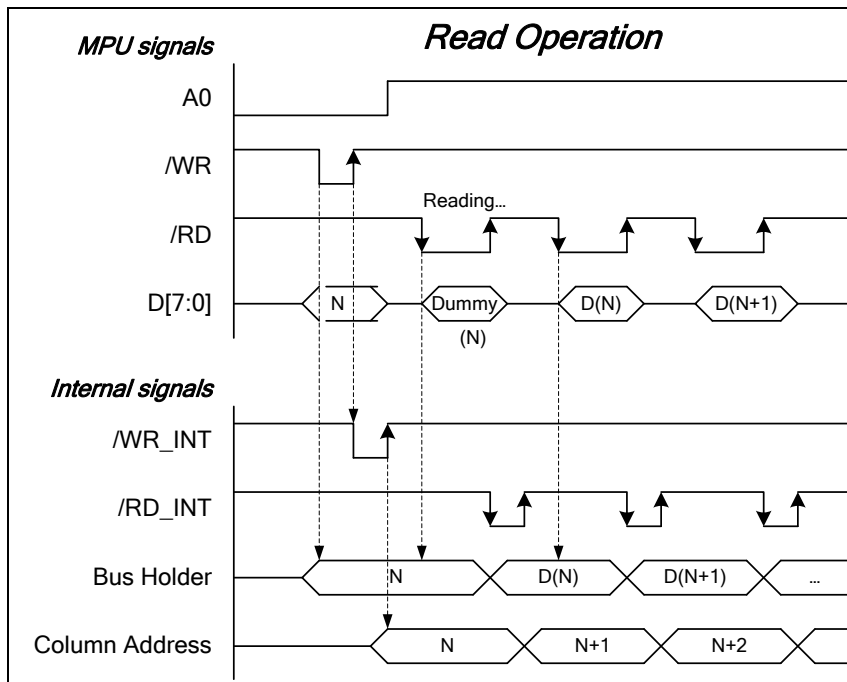 Read Operation
MPU signals
A0
/WR
Reading...
/RD
D[7:0] N Dummy D(N) D(N+1)
(N)
Internal signals
/WR_INT
/RD_INT
Bus Holder N D(N) D(N+1) ...
Column Address N N+1 N+2